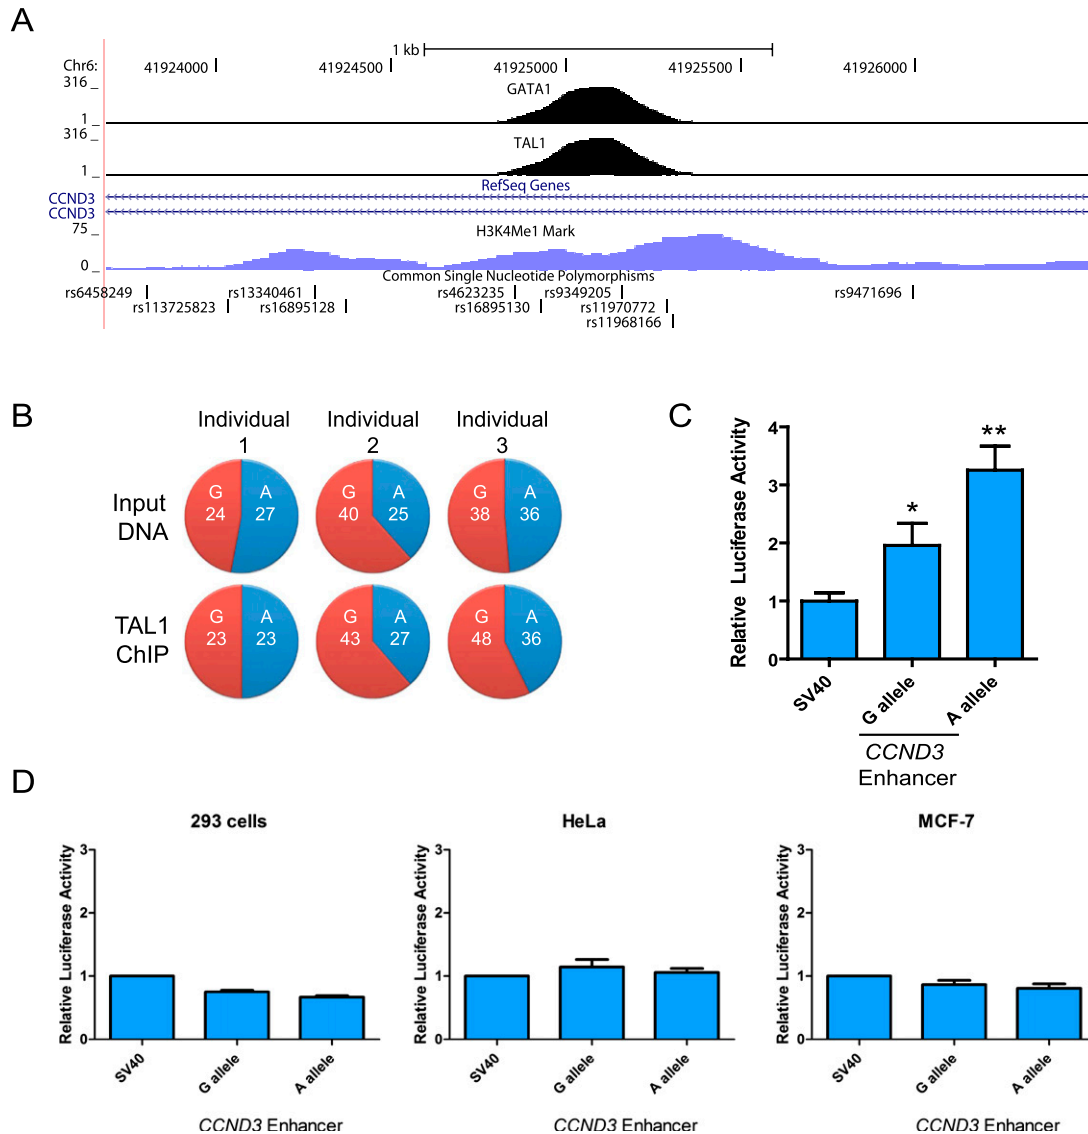 A
1 kb
Chr6: 41924000 41924500 41925000 41925500 41926000
316
GATA1
1
316
TAL1
1
RefSeq Genes
CCND3
CCND3
75
H3K4Me1 Mark
0
Common Single Nucleotide Polymorphisms
rs6458249 rs13340461 rs4623235 rs9349205 rs9471696
rs113725823 rs16895128 rs16895130 rs11970772
rs11968166
B
Individual 1
Individual 2
Individual 3
Input DNA
G 24 A 27
G 40 A 25
G 38 A 36
TAL1 ChIP
G 23 A 23
G 43 A 27
G 48 A 36
C
Relative Luciferase Activity
4
3
2
1
0
*
**
SV40
G allele
A allele
CCND3
Enhancer
D
293 cells
Relative Luciferase Activity
3
2
1
0
SV40
G allele
A allele
CCND3 Enhancer
HeLa
Relative Luciferase Activity
3
2
1
0
SV40
G allele
A allele
CCND3 Enhancer
MCF-7
Relative Luciferase Activity
3
2
1
0
SV40
G allele
A allele
CCND3 Enhancer